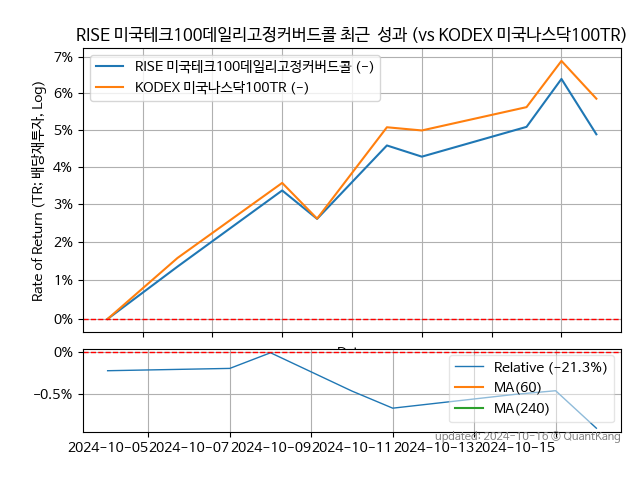 RISE 미국테크100데일리고정커버드콜 최근 성과 (vs KODEX 미국나스닥100TR)
7%
6%
5%
4%
3%
2%
1%
0%
Rate of Return (TR; 배당재투자, Log)
RISE 미국테크100데일리고정커버드콜 (-)
KODEX 미국나스닥100TR (-)
0%
-0.5%
Relative (-21.3%)
MA(60)
MA(240)
updated: 2024-10-16 @ QuantKang
2024-10-05 2024-10-07 2024-10-09 2024-10-11 2024-10-13 2024-10-15